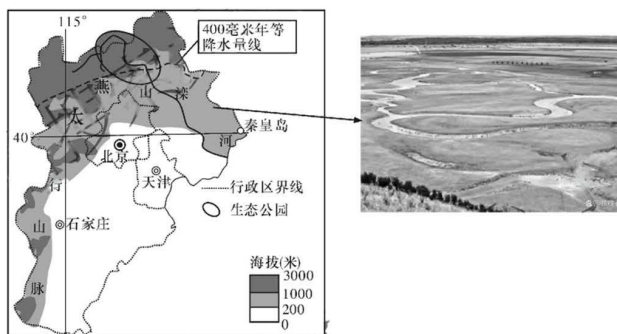 115°
400毫米年等
降水量线
燕
山
滦
太
秦皇岛
40°
河
北京
天津
行
行政区界线
生态公园
山
石家庄
脉
海拔(米)
3000
1000
200
0